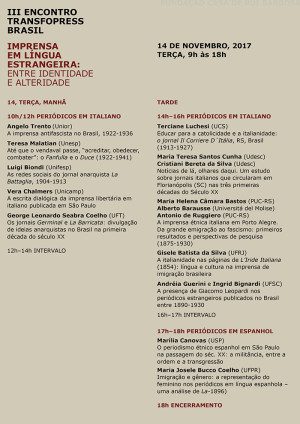 FUNDAÇÃO CASA DE RUI BARBOSA
III ENCONTRO
TRANSFOPRESS
BRASIL
IMPRENSA
EM LÍNGUA
ESTRANGEIRA:
ENTRE IDENTIDADE
E ALTERIDADE
14 DE NOVEMBRO, 2017
TERÇA, 9h às 18h
14, TERÇA, MANHÃ
10h/12h PERIÓDICOS EM ITALIANO
Angelo Trento (Unior)
A imprensa antifascista no Brasil, 1922-1936
Teresa Malatian (Unesp)
Até que o vendaval passe, "acreditar, obedecer,
combater": o Fanfulla e o Duce (1922-1941)
Luigi Biondi (Unifesp)
As redes sociais do jornal anarquista La
Battaglia, 1904-1913
Vera Chalmers (Unicamp)
A escrita dialógica da imprensa libertária em
italiano publicada em São Paulo
George Leonardo Seabra Coelho (UFT)
Os jornais Germinal e La Barricata: divulgação
de ideias anarquistas no Brasil na primeira
década do século XX
12h–14h INTERVALO
TARDE
14h–16h PERIÓDICOS EM ITALIANO
Terciane Luchesi (UCS)
Educar para a catolicidade e a italianidade:
o jornal Il Corriere D' Itália, RS, Brasil
(1913-1927)
Maria Teresa Santos Cunha (Udesc)
Cristiani Bereta da Silva (Udesc)
Notícias de lá, olhares daqui. Um estudo
sobre jornais italianos que circularam em
Florianópolis (SC) nas três primeiras
décadas do Século XX
Maria Helena Câmara Bastos (PUC-RS)
Alberto Barausse (Università del Molise)
Antonio de Ruggiero (PUC-RS)
A imprensa étnica italiana em Porto Alegre.
Da grande emigração ao fascismo: primeiros
resultados e perspectivas de pesquisa
(1875-1930)
Gisele Batista da Silva (UFRJ)
A italianidade nas páginas de L'Iride Italiana
(1854): língua e cultura na imprensa de
imigração brasileira
Andréia Guerini e Ingrid Bignardi (UFSC)
A presença de Giacomo Leopardi nos
periódicos estrangeiros publicados no Brasil
entre 1890-1930
16h–17h INTERVALO
17h–18h PERIÓDICOS EM ESPANHOL
Marilia Canovas (USP)
O periodismo étnico espanhol em São Paulo
na passagem do séc. XX: a militância, entre a
ordem e a transgressão
Maria Josele Bucco Coelho (UFPR)
Imigração e gênero: a representação do
feminino nos periódicos em língua espanhola –
uma análise de La-1896)
18h ENCERRAMENTO